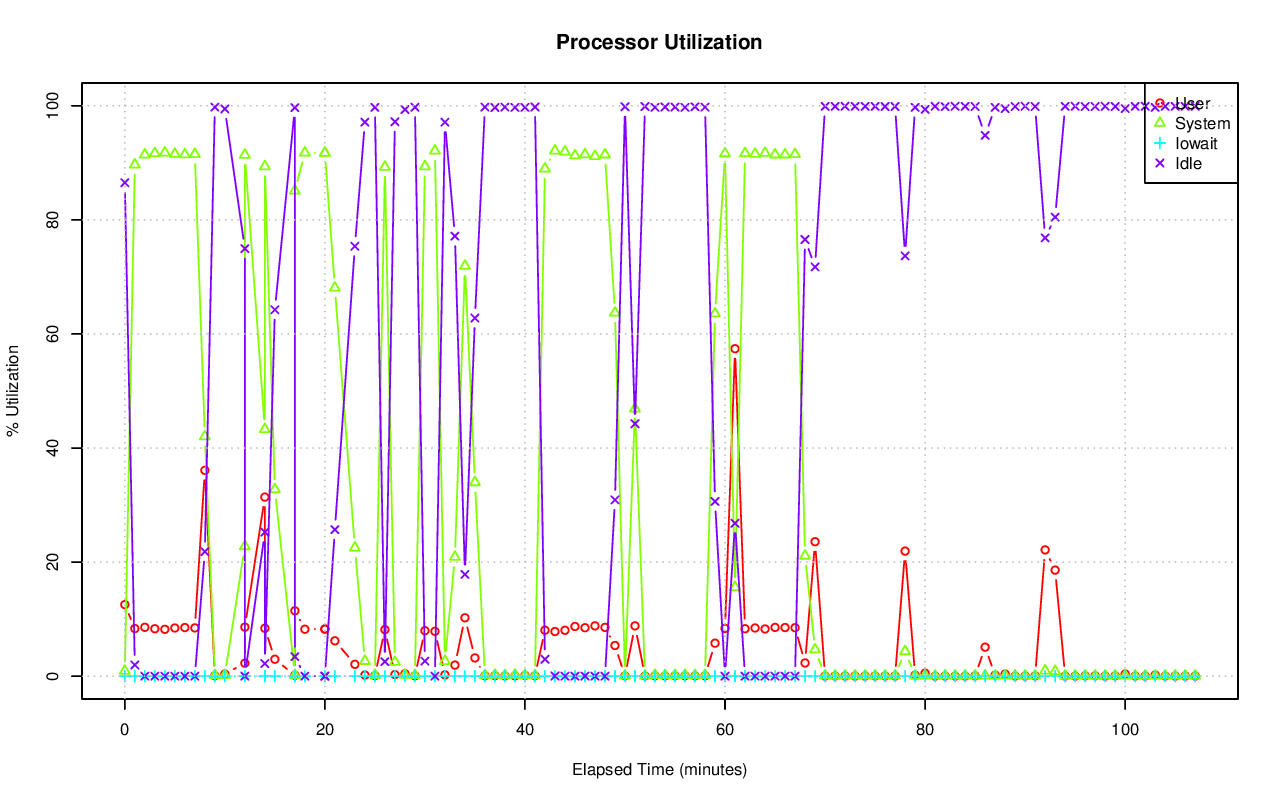 Processor Utilization
% Utilization
100
80
60
40
20
0
User
System
Iowait
Idle
0 20 40 60 80 100
Elapsed Time (minutes)